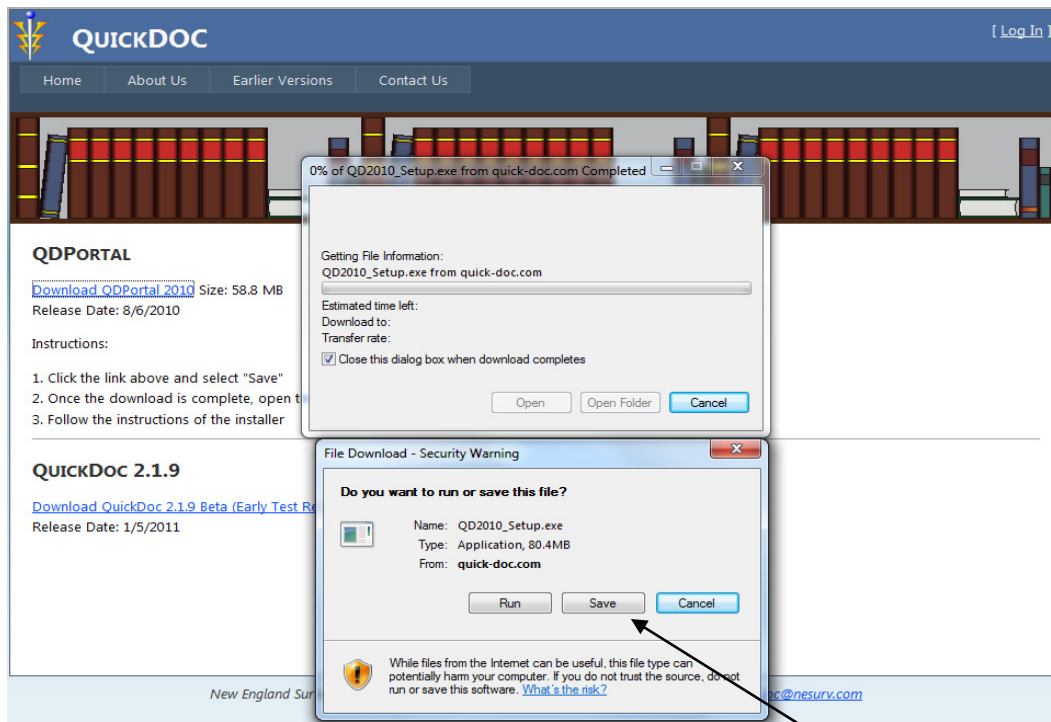 QUICKDOC
[ Log In ]
Home About Us Earlier Versions Contact Us
0% of QD2010_Setup.exe from quick-doc.com Completed
Getting File Information:
QD2010_Setup.exe from quick-doc.com
Estimated time left:
Download to:
Transfer rate:
Close this dialog box when download completes
Open Open Folder Cancel
QDPORTAL
Download QDPortal 2010 Size: 58.8 MB
Release Date: 8/6/2010
Instructions:
1. Click the link above and select "Save"
2. Once the download is complete, open
3. Follow the instructions of the installer
QUICKDOC 2.1.9
Download QuickDoc 2.1.9 Beta (Early Test
Release Date: 1/5/2011
File Download - Security Warning
Do you want to run or save this file?
Name: QD2010_Setup.exe
Type: Application, 80.4MB
From: quick-doc.com
Run Save Cancel
While files from the Internet can be useful, this file type can
potentially harm your computer. If you do not trust the source, do not
run or save this software. What's the risk?
New England
@nesurv.com